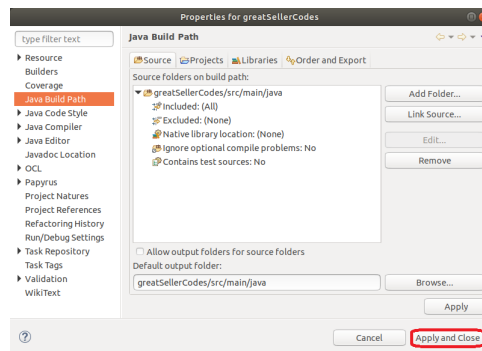 Properties for greatSellerCodes
type filter text
Java Build Path
Resource
Builders
Coverage
Java Build Path
Java Code Style
Java Compiler
Java Editor
Javadoc Location
OCL
Papyrus
Project Natures
Project References
Refactoring History
Run/Debug Settings
Task Repository
Task Tags
Validation
WikiText
Source Projects Libraries Order and Export
Source folders on build path:
greatSellerCodes/src/main/java
Included: (All)
Excluded: (None)
Native library location: (None)
Ignore optional compile problems: No
Contains test sources: No
Add Folder...
Link Source...
Edit...
Remove
Allow output folders for source folders
Default output folder:
greatSellerCodes/src/main/java
Browse...
Apply
Cancel
Apply and Close